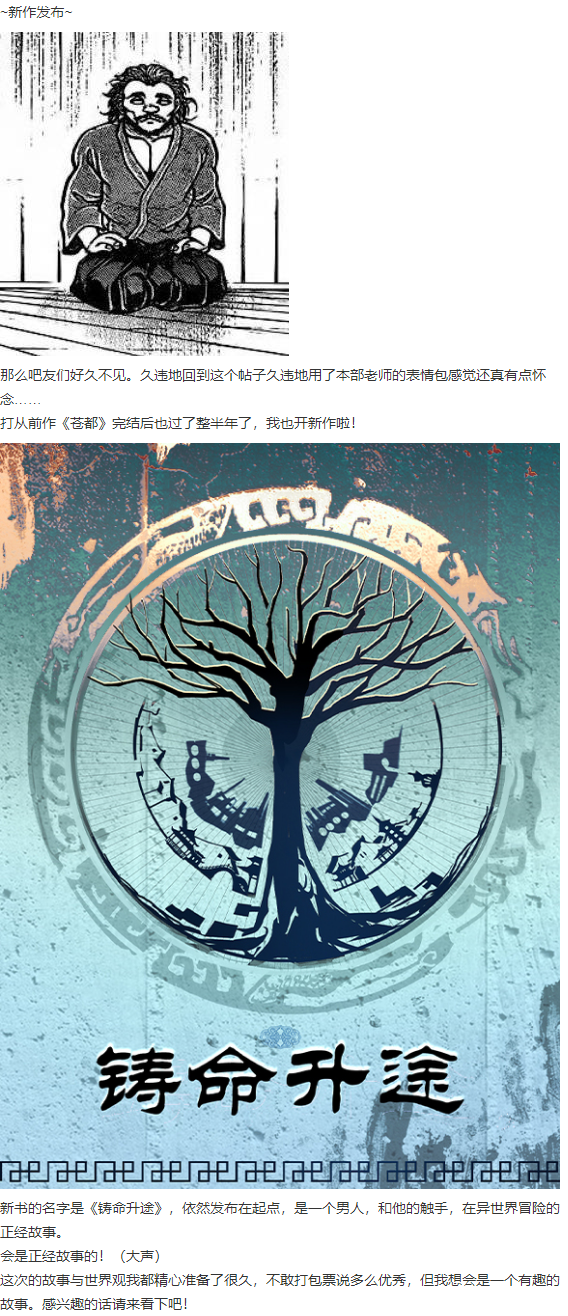 ~新作发布~
那么吧友们好久不见。久违地回到这个帖子久违地用了本部老师的表情包感觉还真有点怀
念……
打从前作《苍都》完结后也过了整半年了，我也开新作啦！
铸命升途
新书的名字是《铸命升途》，依然发布在起点，是一个男人，和他的触手，在异世界冒险的
正经故事。
会是正经故事的！（大声）
这次的故事与世界观我都精心准备了很久，不敢打包票说多么优秀，但我想会是一个有趣的
故事。感兴趣的话请来看下吧！